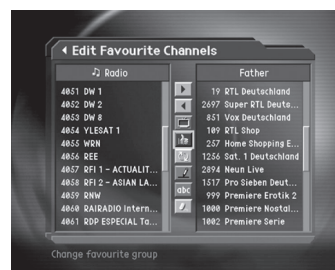 Edit Favourite Channels
Radio
4051 DW 1
4052 DW 2
4053 DW 8
4054 YLESAT 1
4055 WRN
4056 REE
4057 RFI 1 - ACTUALIT...
4058 RFI 2 - ASIAN LA...
4059 RNW
4060 RAIRADIO Intern...
4061 RDP ESPECIAL Ta...
abc
Father
19 RTL Deutschland
2697 Super RTL Deuts...
851 Vox Deutschland
109 RTL Shop
257 Home Shopping E...
1256 Sat. 1 Deutschland
2894 Neun Live
1517 Pro Sieben Deut...
999 Premiere Erotik 2
1000 Premiere Nostal...
1002 Premiere Serie
Change favourite group